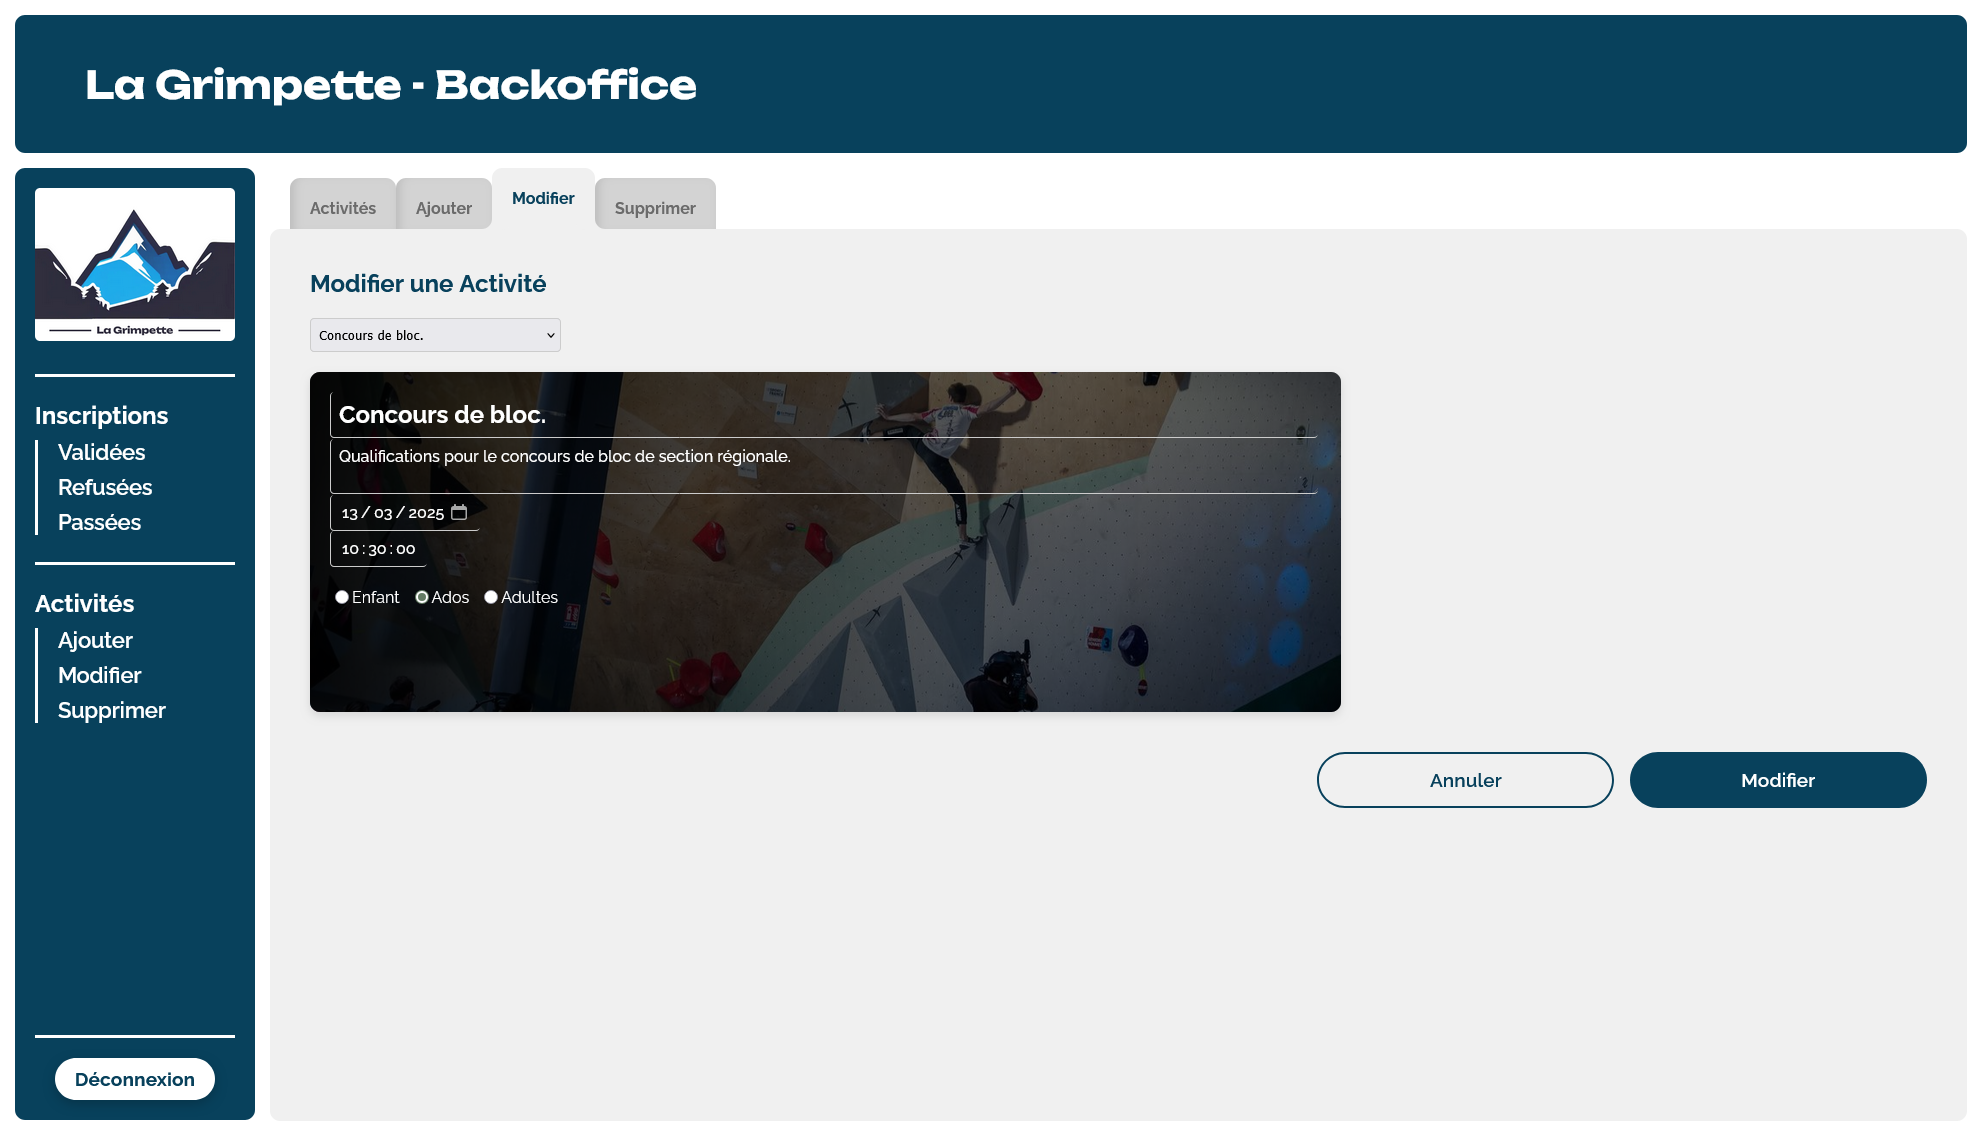 La Grimpette - Backoffice
La Grimpette
Inscriptions
Validées
Refusées
Passées
Activités
Ajouter
Modifier
Supprimer
Déconnexion
Activités
Ajouter
Modifier
Supprimer
Modifier une Activité
Concours de bloc.
Concours de bloc.
Qualifications pour le concours de bloc de section régionale.
13 / 03 / 2025
10 : 30 : 00
Enfant Ados Adultes
Annuler
Modifier